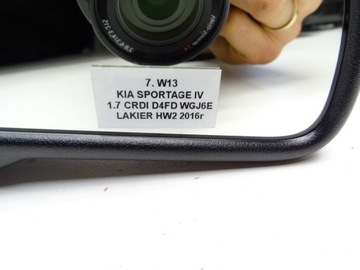 7. W13
KIA SPORTAGE IV
1.7 CRDI D4FD WGJ6E
LAKIER HW2 2016r